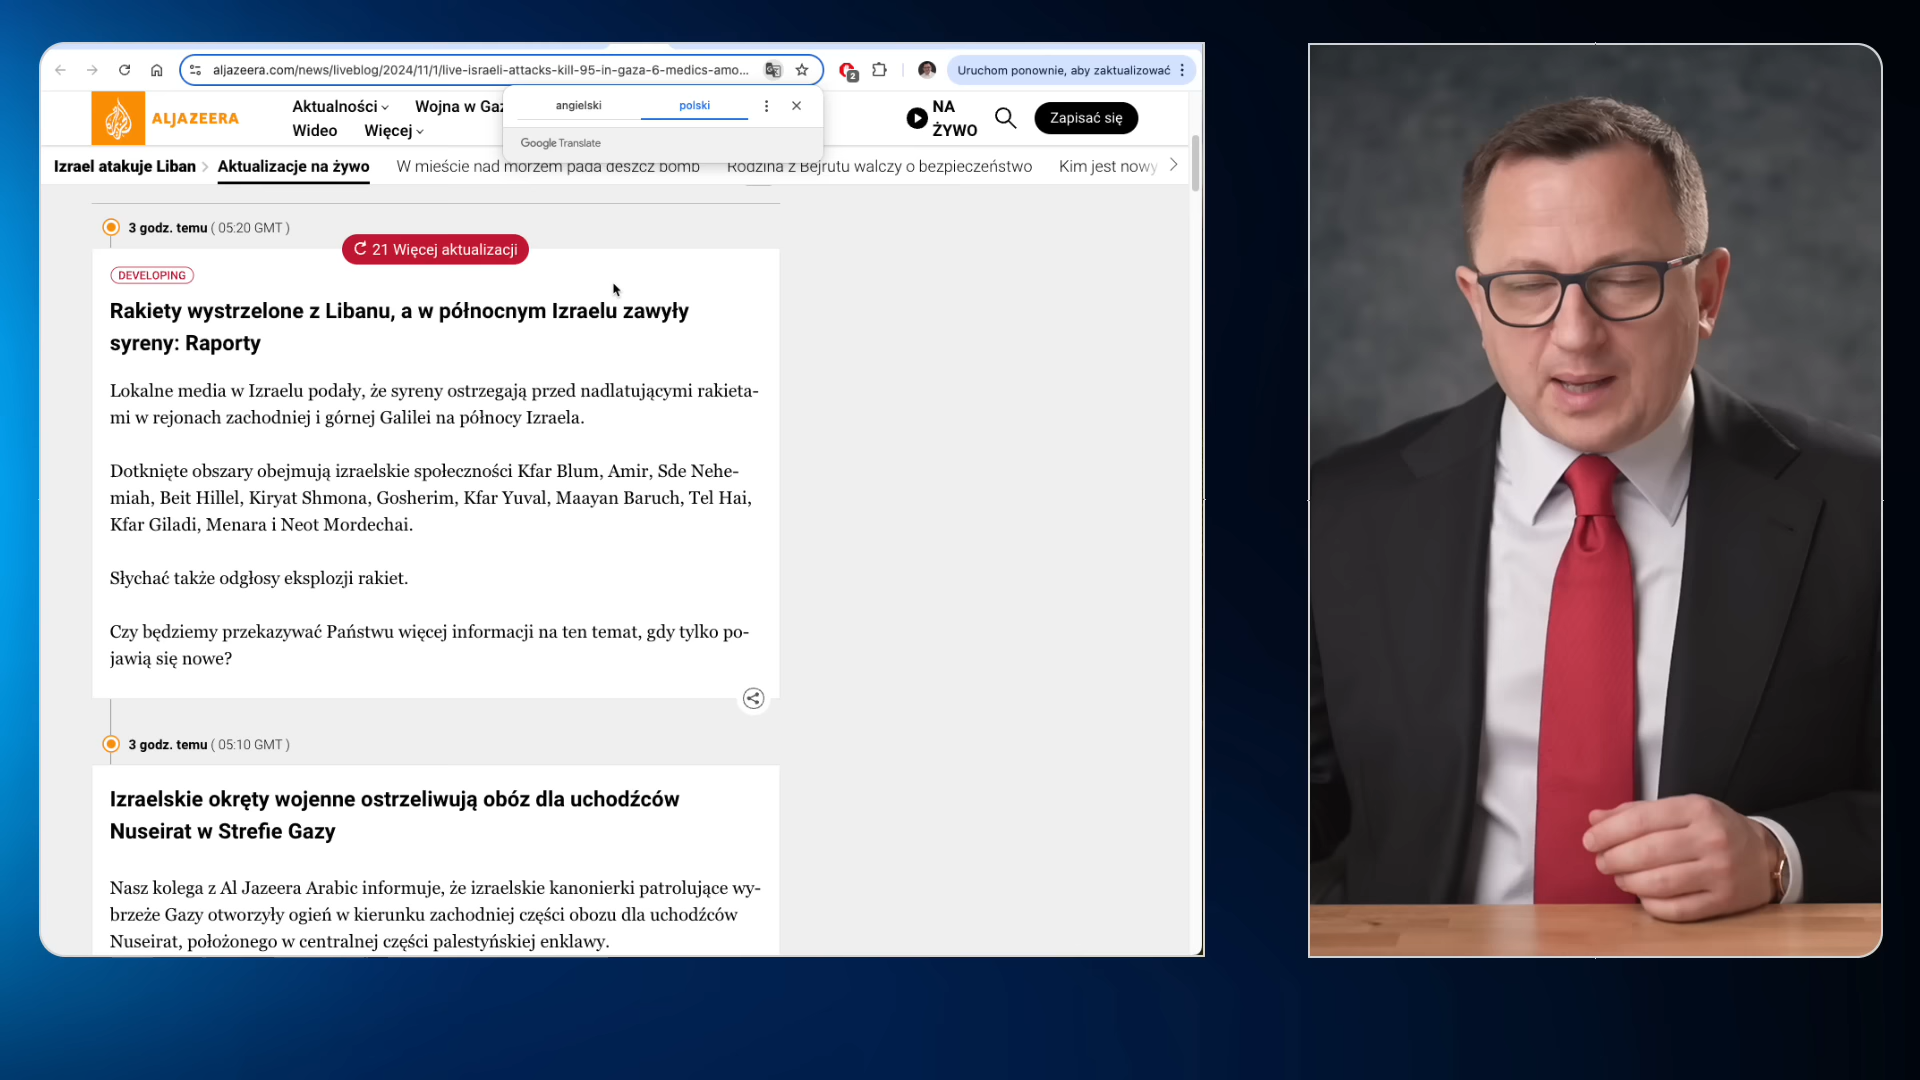 aljazeera.com/news/liveblog/2024/11/1/live-israeli-attacks-kill-95-in-gaza-6-medics-amo...
2
Uruchom ponownie, aby zaktualizować
angielski
polski
Google Translate
ALJAZEERA
Aktualności
Wojna w Gaz
Wideo
Więcej
NA
ŻYWO
Zapisać się
Izrael atakuje Liban
Aktualizacje na żywo
W mieście nad morzem pada deszcz bomb
Rodzina z Bejrutu walczy o bezpieczeństwo
Kim jest nowy
3 godz. temu ( 05:20 GMT )
21 Więcej aktualizacji
DEVELOPING
Rakiety wystrzelone z Libanu, a w północnym Izraelu zawyły
syreny: Raporty
Lokalne media w Izraelu podały, że syreny ostrzegają przed nadlatującymi rakieta-
mi w rejonach zachodniej i górnej Galilei na północy Izraela.
Dotknięte obszary obejmują izraelskie społeczności Kfar Blum, Amir, Sde Nehe-
miah, Beit Hillel, Kiryat Shmona, Gosherim, Kfar Yuval, Maayan Baruch, Tel Hai,
Kfar Giladi, Menara i Neot Mordechai.
Słychać także odgłosy eksplozji rakiet.
Czy będziemy przekazywać Państwu więcej informacji na ten temat, gdy tylko po-
jawią się nowe?
3 godz. temu ( 05:10 GMT )
Izraelskie okręty wojenne ostrzeliwują obóz dla uchodźców
Nuseirat w Strefie Gazy
Nasz kolega z Al Jazeera Arabic informuje, że izraelskie kanonierki patrolujące wy-
brzeże Gazy otworzyły ogień w kierunku zachodniej części obozu dla uchodźców
Nuseirat, położonego w centralnej części palestyńskiej enklawy.